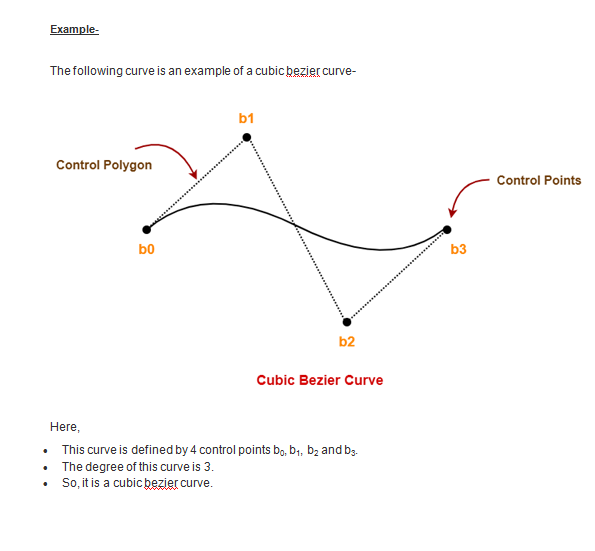 Example-
The following curve is an example of a cubic bezier curve-
b1
Control Polygon
Control Points
b0
b3
b2
Cubic Bezier Curve
Here,
• This curve is defined by 4 control points b₀, b₁, b₂ and b₃.
• The degree of this curve is 3.
• So, it is a cubic bezier curve.